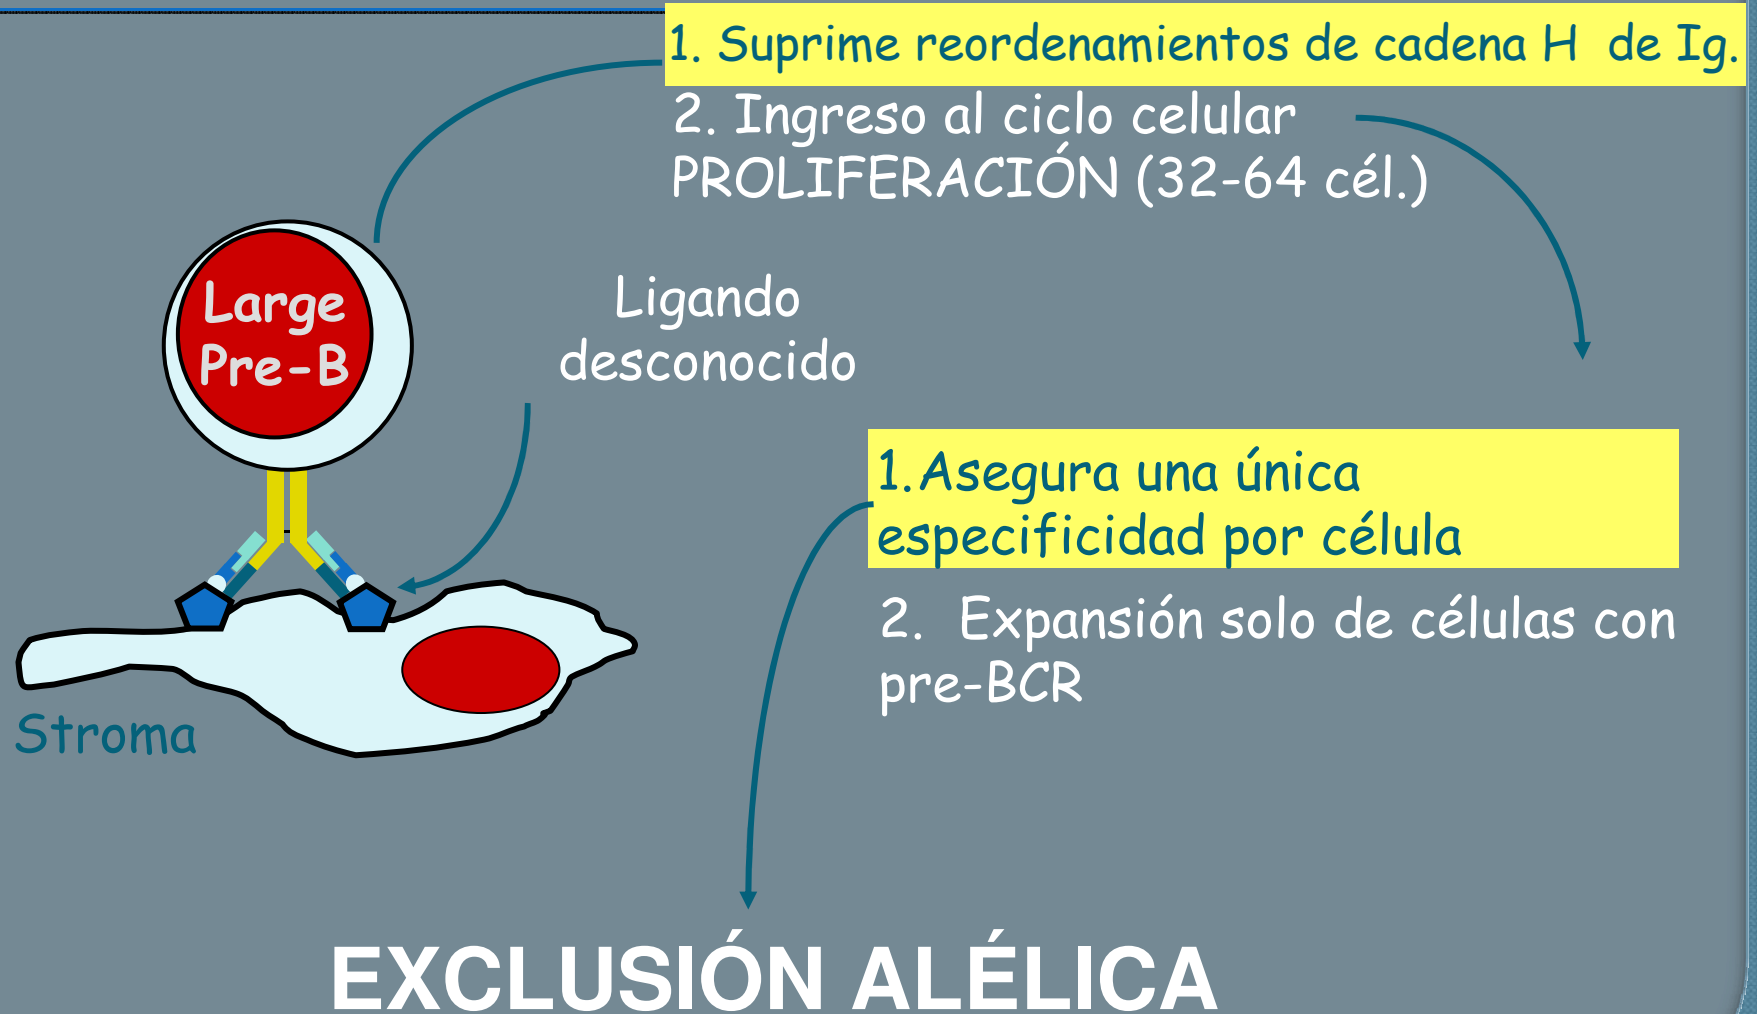 1. Suprime reordenamientos de cadena H de Ig.
2. Ingreso al ciclo celular
PROLIFERACIÓN (32-64 cél.)
Large
Pre-B
Ligando
desconocido
1.Asegura una única
especificidad por célula
2. Expansión solo de células con
pre-BCR
Stroma
EXCLUSIÓN ALÉLICA